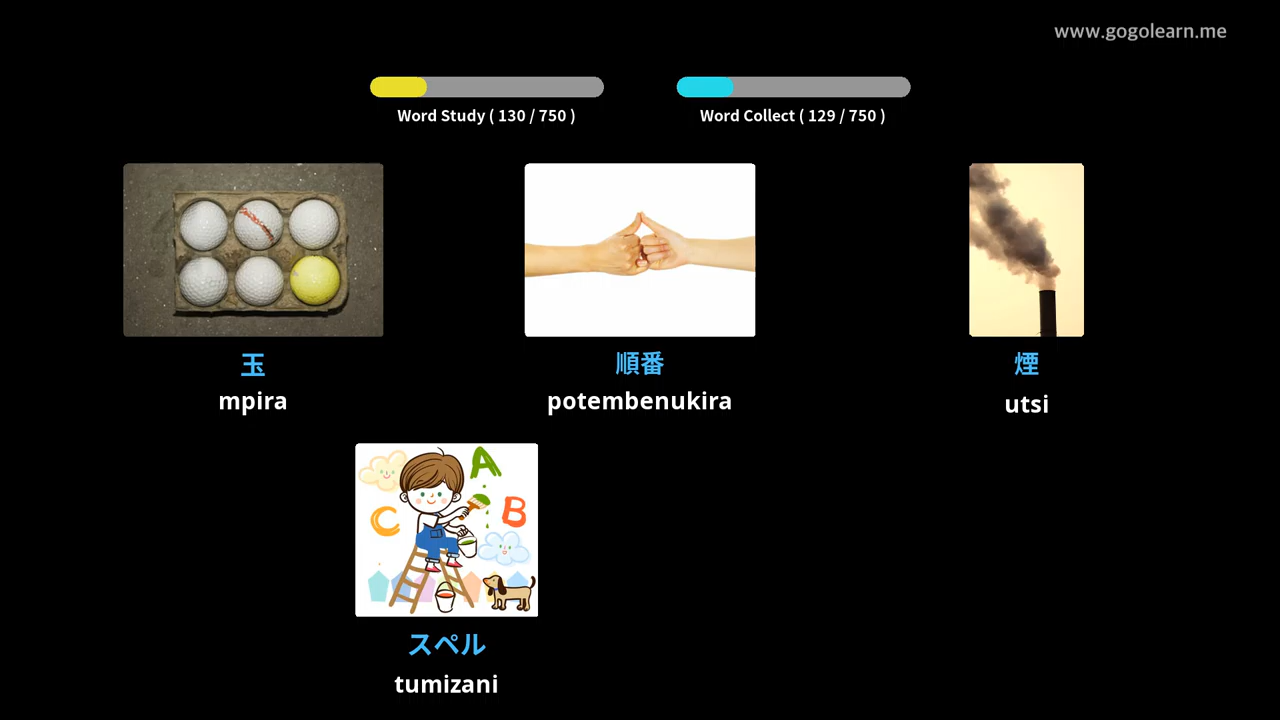 www.gogolearn.me
Word Study ( 130 / 750 )
Word Collect ( 129 / 750 )
玉
mpira
順番
potembenukira
煙
utsi
A
B
C
スペル
tumizani